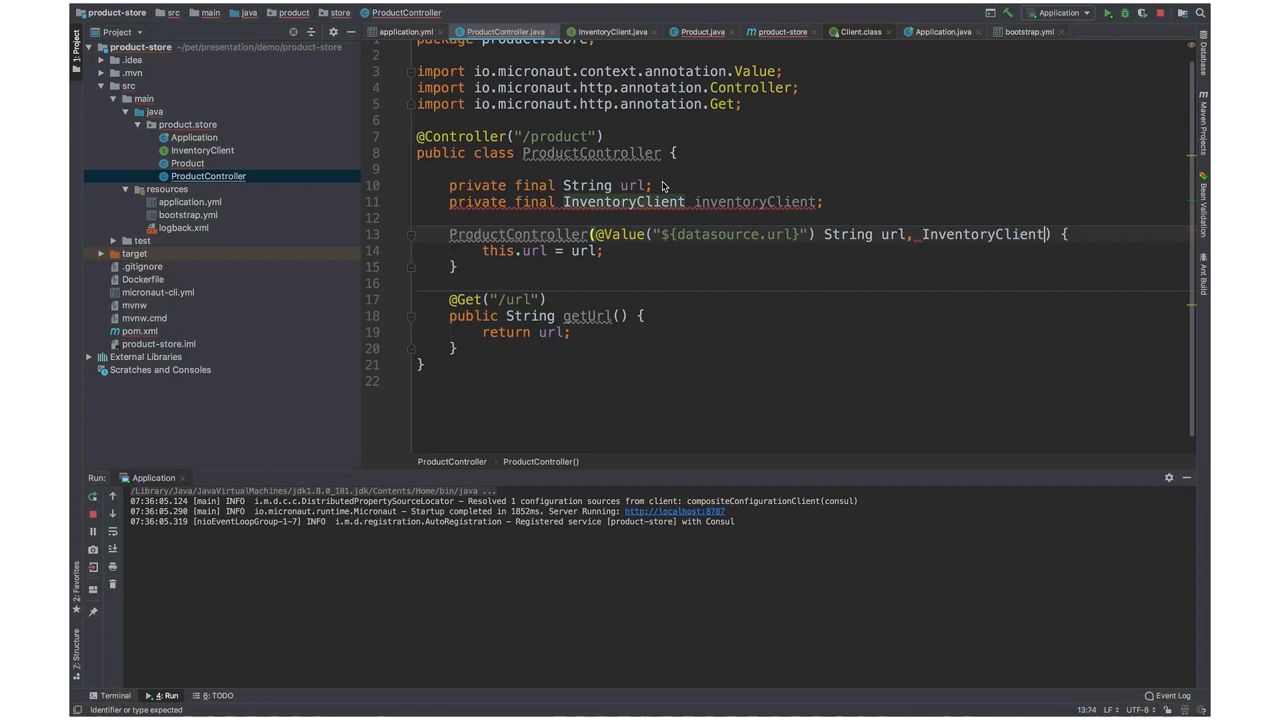 product-store src main java product store ProductController Application
Project application.yml ProductController.java InventoryClient.java Product.java product-store Client.class Application.java bootstrap.yml
product-store ~/pet/presentation/demo/product-store
.idea
.mvn
src
main
java
product.store
Application
InventoryClient
Product
ProductController
resources
application.yml
bootstrap.yml
logback.xml
test
target
.gitignore
Dockerfile
micronaut-cli.yml
mvnw
mvnw.cmd
pom.xml
product-store.iml
External Libraries
Scratches and Consoles
1 package product.store;
2
3 import io.micronaut.context.annotation.Value;
4 import io.micronaut.http.annotation.Controller;
5 import io.micronaut.http.annotation.Get;
6
7 @Controller("/product")
8 public class ProductController {
9
10 private final String url;
11 private final InventoryClient inventoryClient;
12
13 ProductController(@Value("${datasource.url}") String url, InventoryClient) {
14 this.url = url;
15 }
16
17 @Get("/url")
18 public String getUrl() {
19 return url;
20 }
21 }
22
ProductController ProductController()
1: Project
Database
Maven Projects
Bean Validation
Ant Build
Run: Application
/Library/Java/JavaVirtualMachines/jdk1.8.0_181.jdk/Contents/Home/bin/java ...
07:36:05.124 [main] INFO i.m.d.c.c.DistributedPropertySourceLocator - Resolved 1 configuration sources from client: compositeConfigurationClient(consul)
07:36:05.290 [main] INFO io.micronaut.runtime.Micronaut - Startup completed in 1852ms. Server Running: http://localhost:8787
07:36:05.319 [nioEventLoopGroup-1-7] INFO i.m.d.registration.AutoRegistration - Registered service [product-store] with Consul
2: Favorites
7: Structure
Terminal 4: Run 6: TODO Event Log
Identifier or type expected 13:74 LF UTF-8